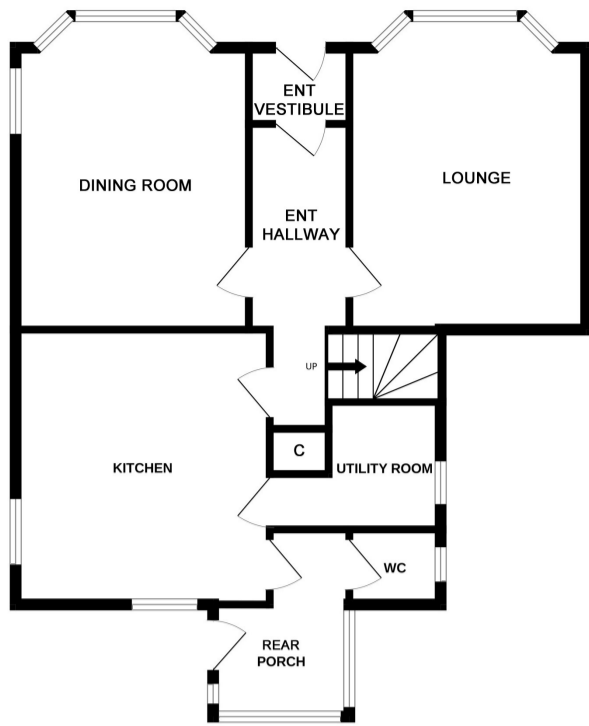 ENT
VESTIBULE
DINING ROOM
LOUNGE
ENT
HALLWAY
UP
C
KITCHEN
UTILITY ROOM
WC
REAR
PORCH